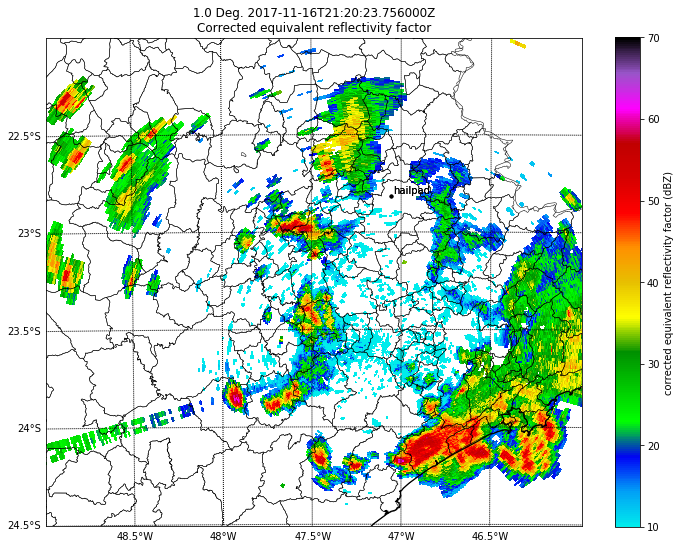 1.0 Deg. 2017-11-16T21:20:23.756000Z
Corrected equivalent reflectivity factor
22.5°S
23°S
23.5°S
24°S
24.5°S
48.5°W
48°W
47.5°W
47°W
46.5°W
hailpad
70
60
50
40
30
20
10
corrected equivalent reflectivity factor (dBZ)